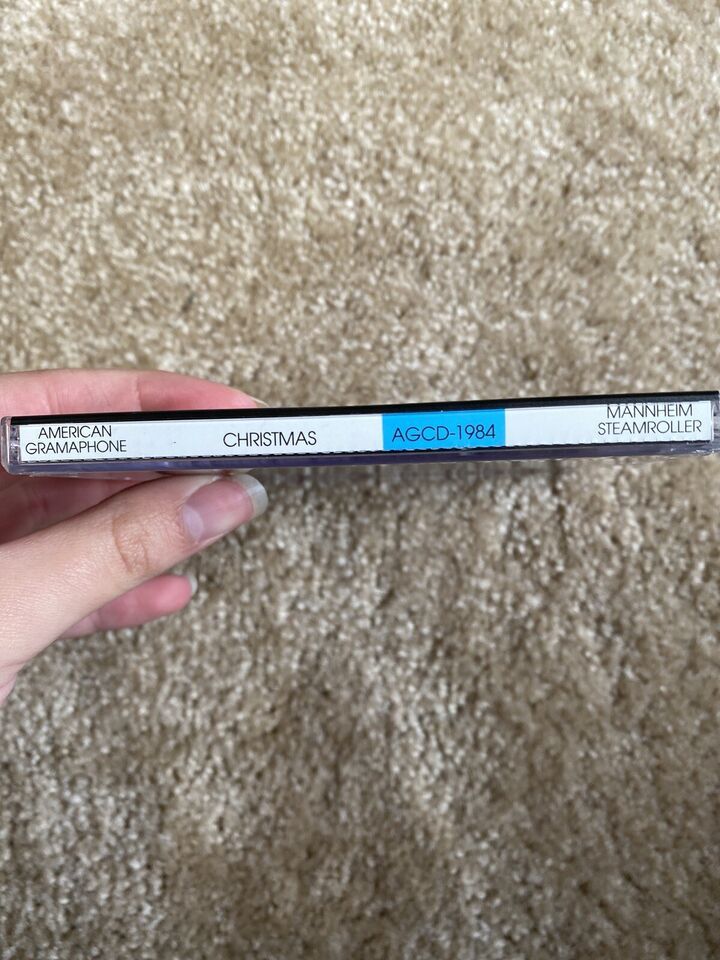 AMERICAN
GRAMAPHONE
CHRISTMAS
AGCD-1984
MANNHEIM
STEAMROLLER